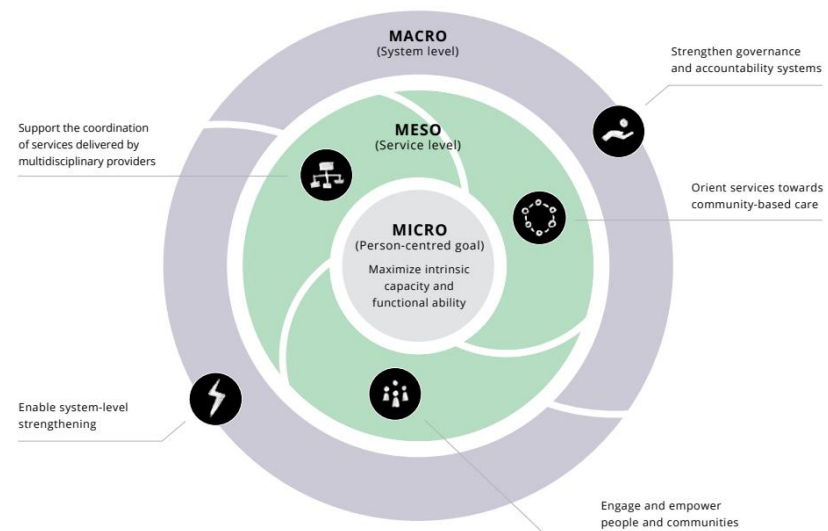 MACRO
(System level)
Strengthen governance
and accountability systems
MESO
(Service level)
Support the coordination
of services delivered by
multidisciplinary providers
Orient services towards
community-based care
MICRO
(Person-centred goal)
Maximize intrinsic
capacity and
functional ability
Enable system-level
strengthening
Engage and empower
people and communities